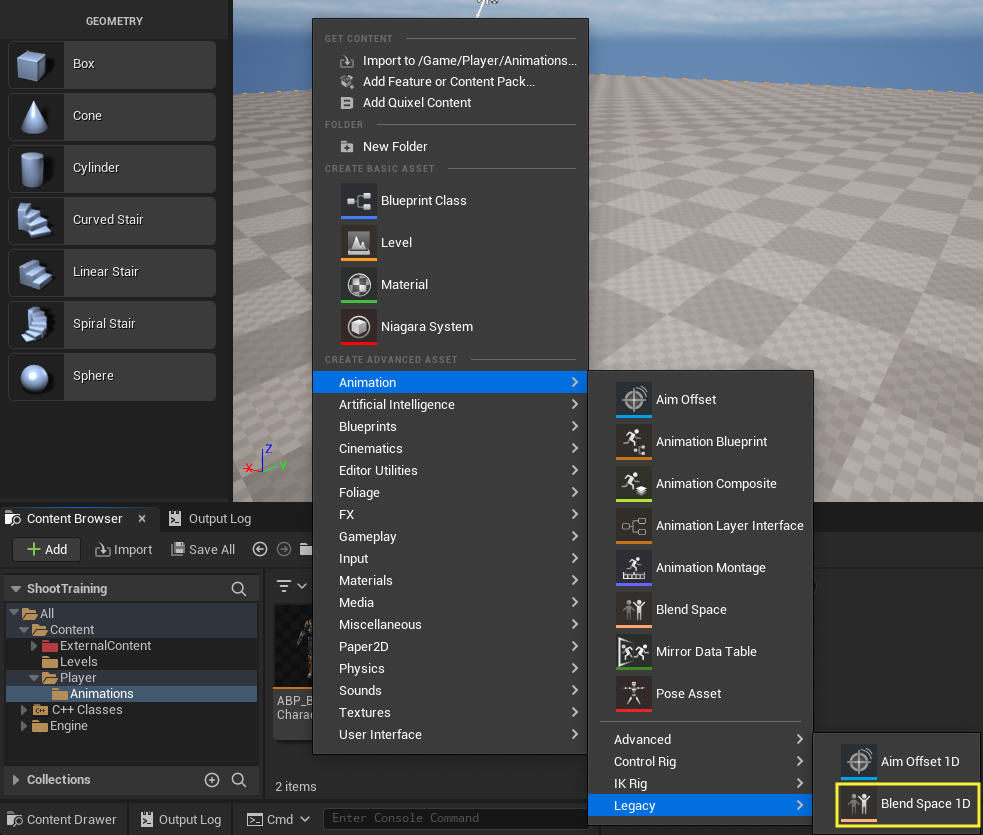 GEOMETRY
Box
Cone
Cylinder
Curved Stair
Linear Stair
Spiral Stair
Sphere
GET CONTENT
Import to /Game/Player/Animations...
Add Feature or Content Pack...
Add Quixel Content
FOLDER
New Folder
CREATE BASIC ASSET
Blueprint Class
Level
Material
Niagara System
CREATE ADVANCED ASSET
Animation
Artificial Intelligence
Blueprints
Cinematics
Editor Utilities
Foliage
FX
Gameplay
Input
Materials
Media
Miscellaneous
Paper2D
Physics
Sounds
Textures
User Interface
Aim Offset
Animation Blueprint
Animation Composite
Animation Layer Interface
Animation Montage
Blend Space
Mirror Data Table
Pose Asset
Advanced
Control Rig
IK Rig
Legacy
Aim Offset 1D
Blend Space 1D
Z
X
Y
Content Browser
Output Log
Add
Import
Save All
ShootTraining
All
Content
ExternalContent
Levels
Player
Animations
C++ Classes
Engine
Collections
ABP_B
Charac
2 items
Content Drawer
Output Log
Cmd
Enter Console Command